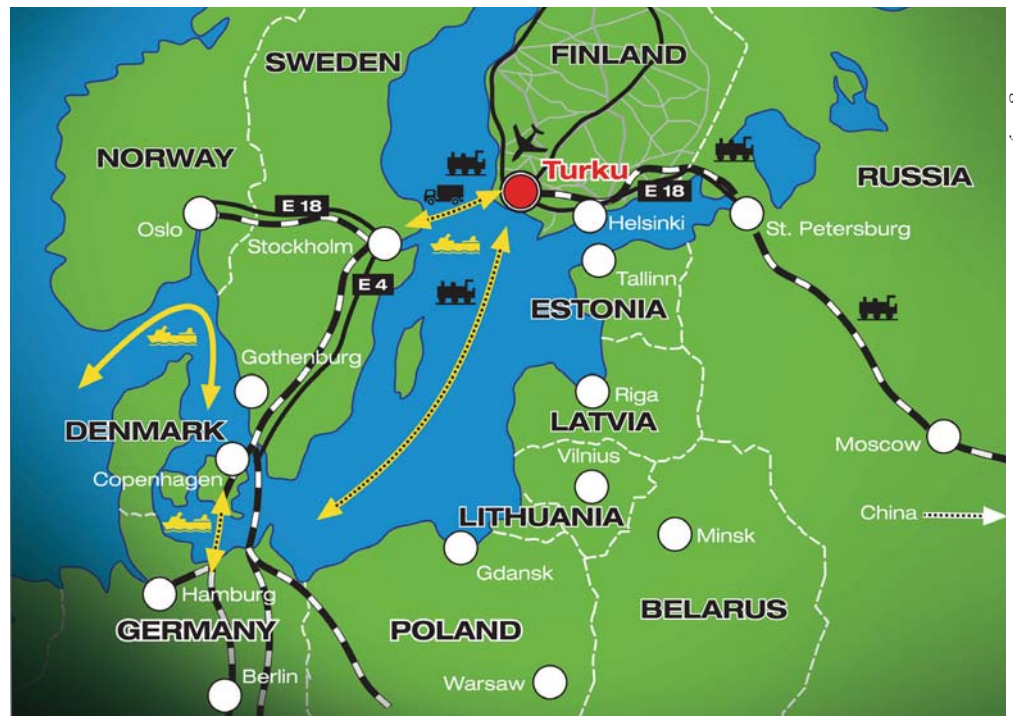 SWEDEN
FINLAND
NORWAY
Turku
RUSSIA
E 18
E 18
Oslo
Helsinki
St. Petersburg
Stockholm
Tallinn
E 4
ESTONIA
Gothenburg
Riga
LATVIA
DENMARK
Moscow
Vilnius
Copenhagen
LITHUANIA
China
Minsk
Gdansk
Hamburg
BELARUS
GERMANY
POLAND
Berlin
Warsaw